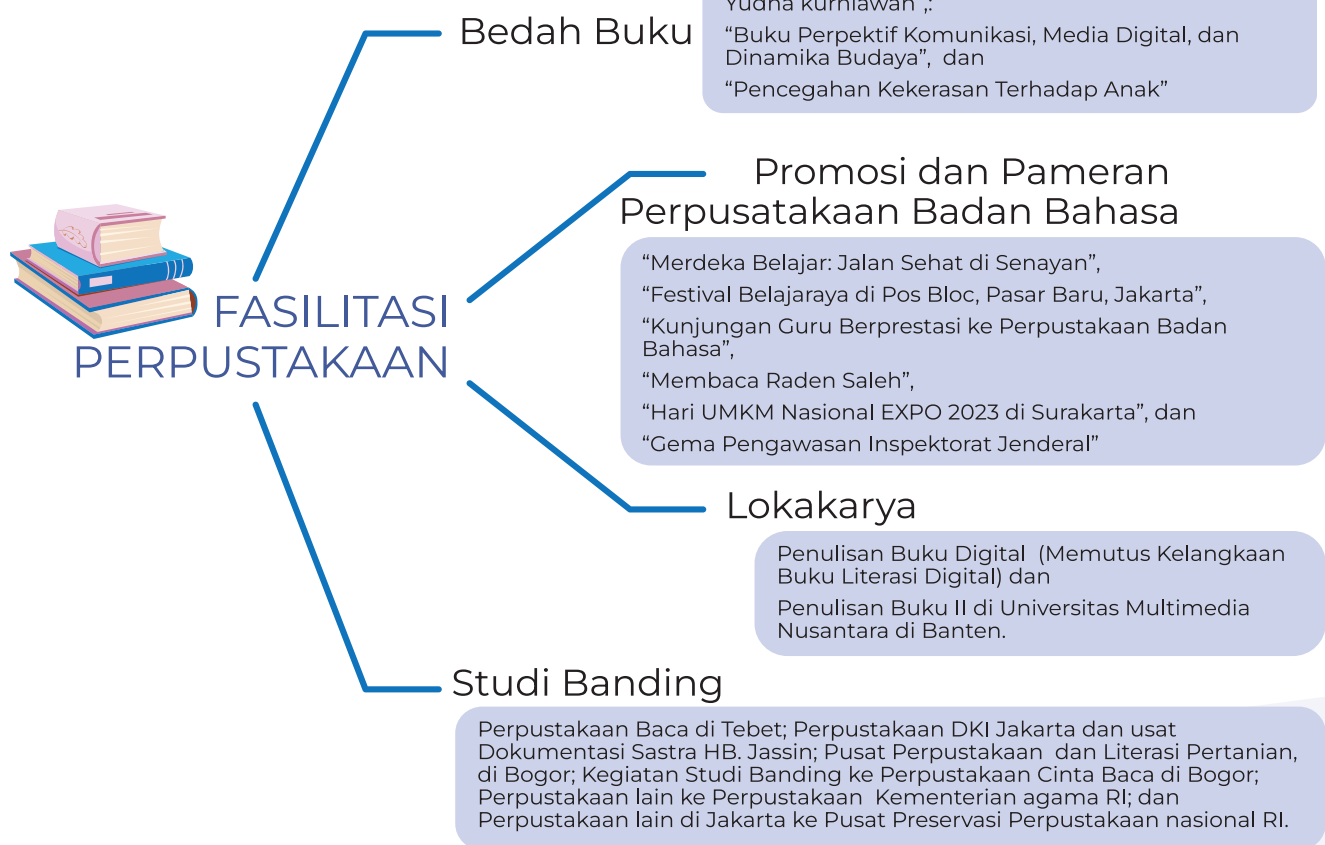 Bedah Buku
Yudha kurniawan”,:
“Buku Perpektif Komunikasi, Media Digital, dan
Dinamika Budaya”, dan
“Pencegahan Kekerasan Terhadap Anak”
Promosi dan Pameran
Perpusatakaan Badan Bahasa
“Merdeka Belajar: Jalan Sehat di Senayan”,
“Festival Belajaraya di Pos Bloc, Pasar Baru, Jakarta”,
“Kunjungan Guru Berprestasi ke Perpustakaan Badan
Bahasa”,
“Membaca Raden Saleh”,
“Hari UMKM Nasional EXPO 2023 di Surakarta”, dan
“Gema Pengawasan Inspektorat Jenderal”
FASILITASI
PERPUSTAKAAN
Lokakarya
Penulisan Buku Digital (Memutus Kelangkaan
Buku Literasi Digital) dan
Penulisan Buku II di Universitas Multimedia
Nusantara di Banten.
Studi Banding
Perpustakaan Baca di Tebet; Perpustakaan DKI Jakarta dan usat
Dokumentasi Sastra HB. Jassin; Pusat Perpustakaan dan Literasi Pertanian,
di Bogor; Kegiatan Studi Banding ke Perpustakaan Cinta Baca di Bogor;
Perpustakaan lain ke Perpustakaan Kementerian agama RI; dan
Perpustakaan lain di Jakarta ke Pusat Preservasi Perpustakaan nasional RI.